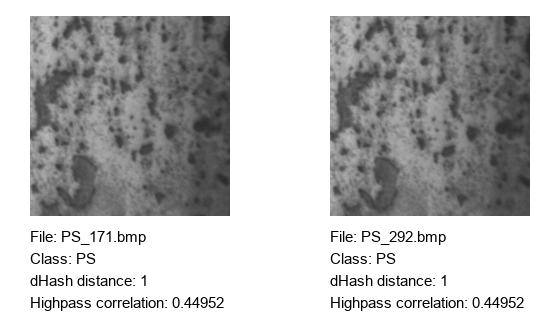 File: PS_171.bmp
Class: PS
dHash distance: 1
Highpass correlation: 0.44952
File: PS_292.bmp
Class: PS
dHash distance: 1
Highpass correlation: 0.44952